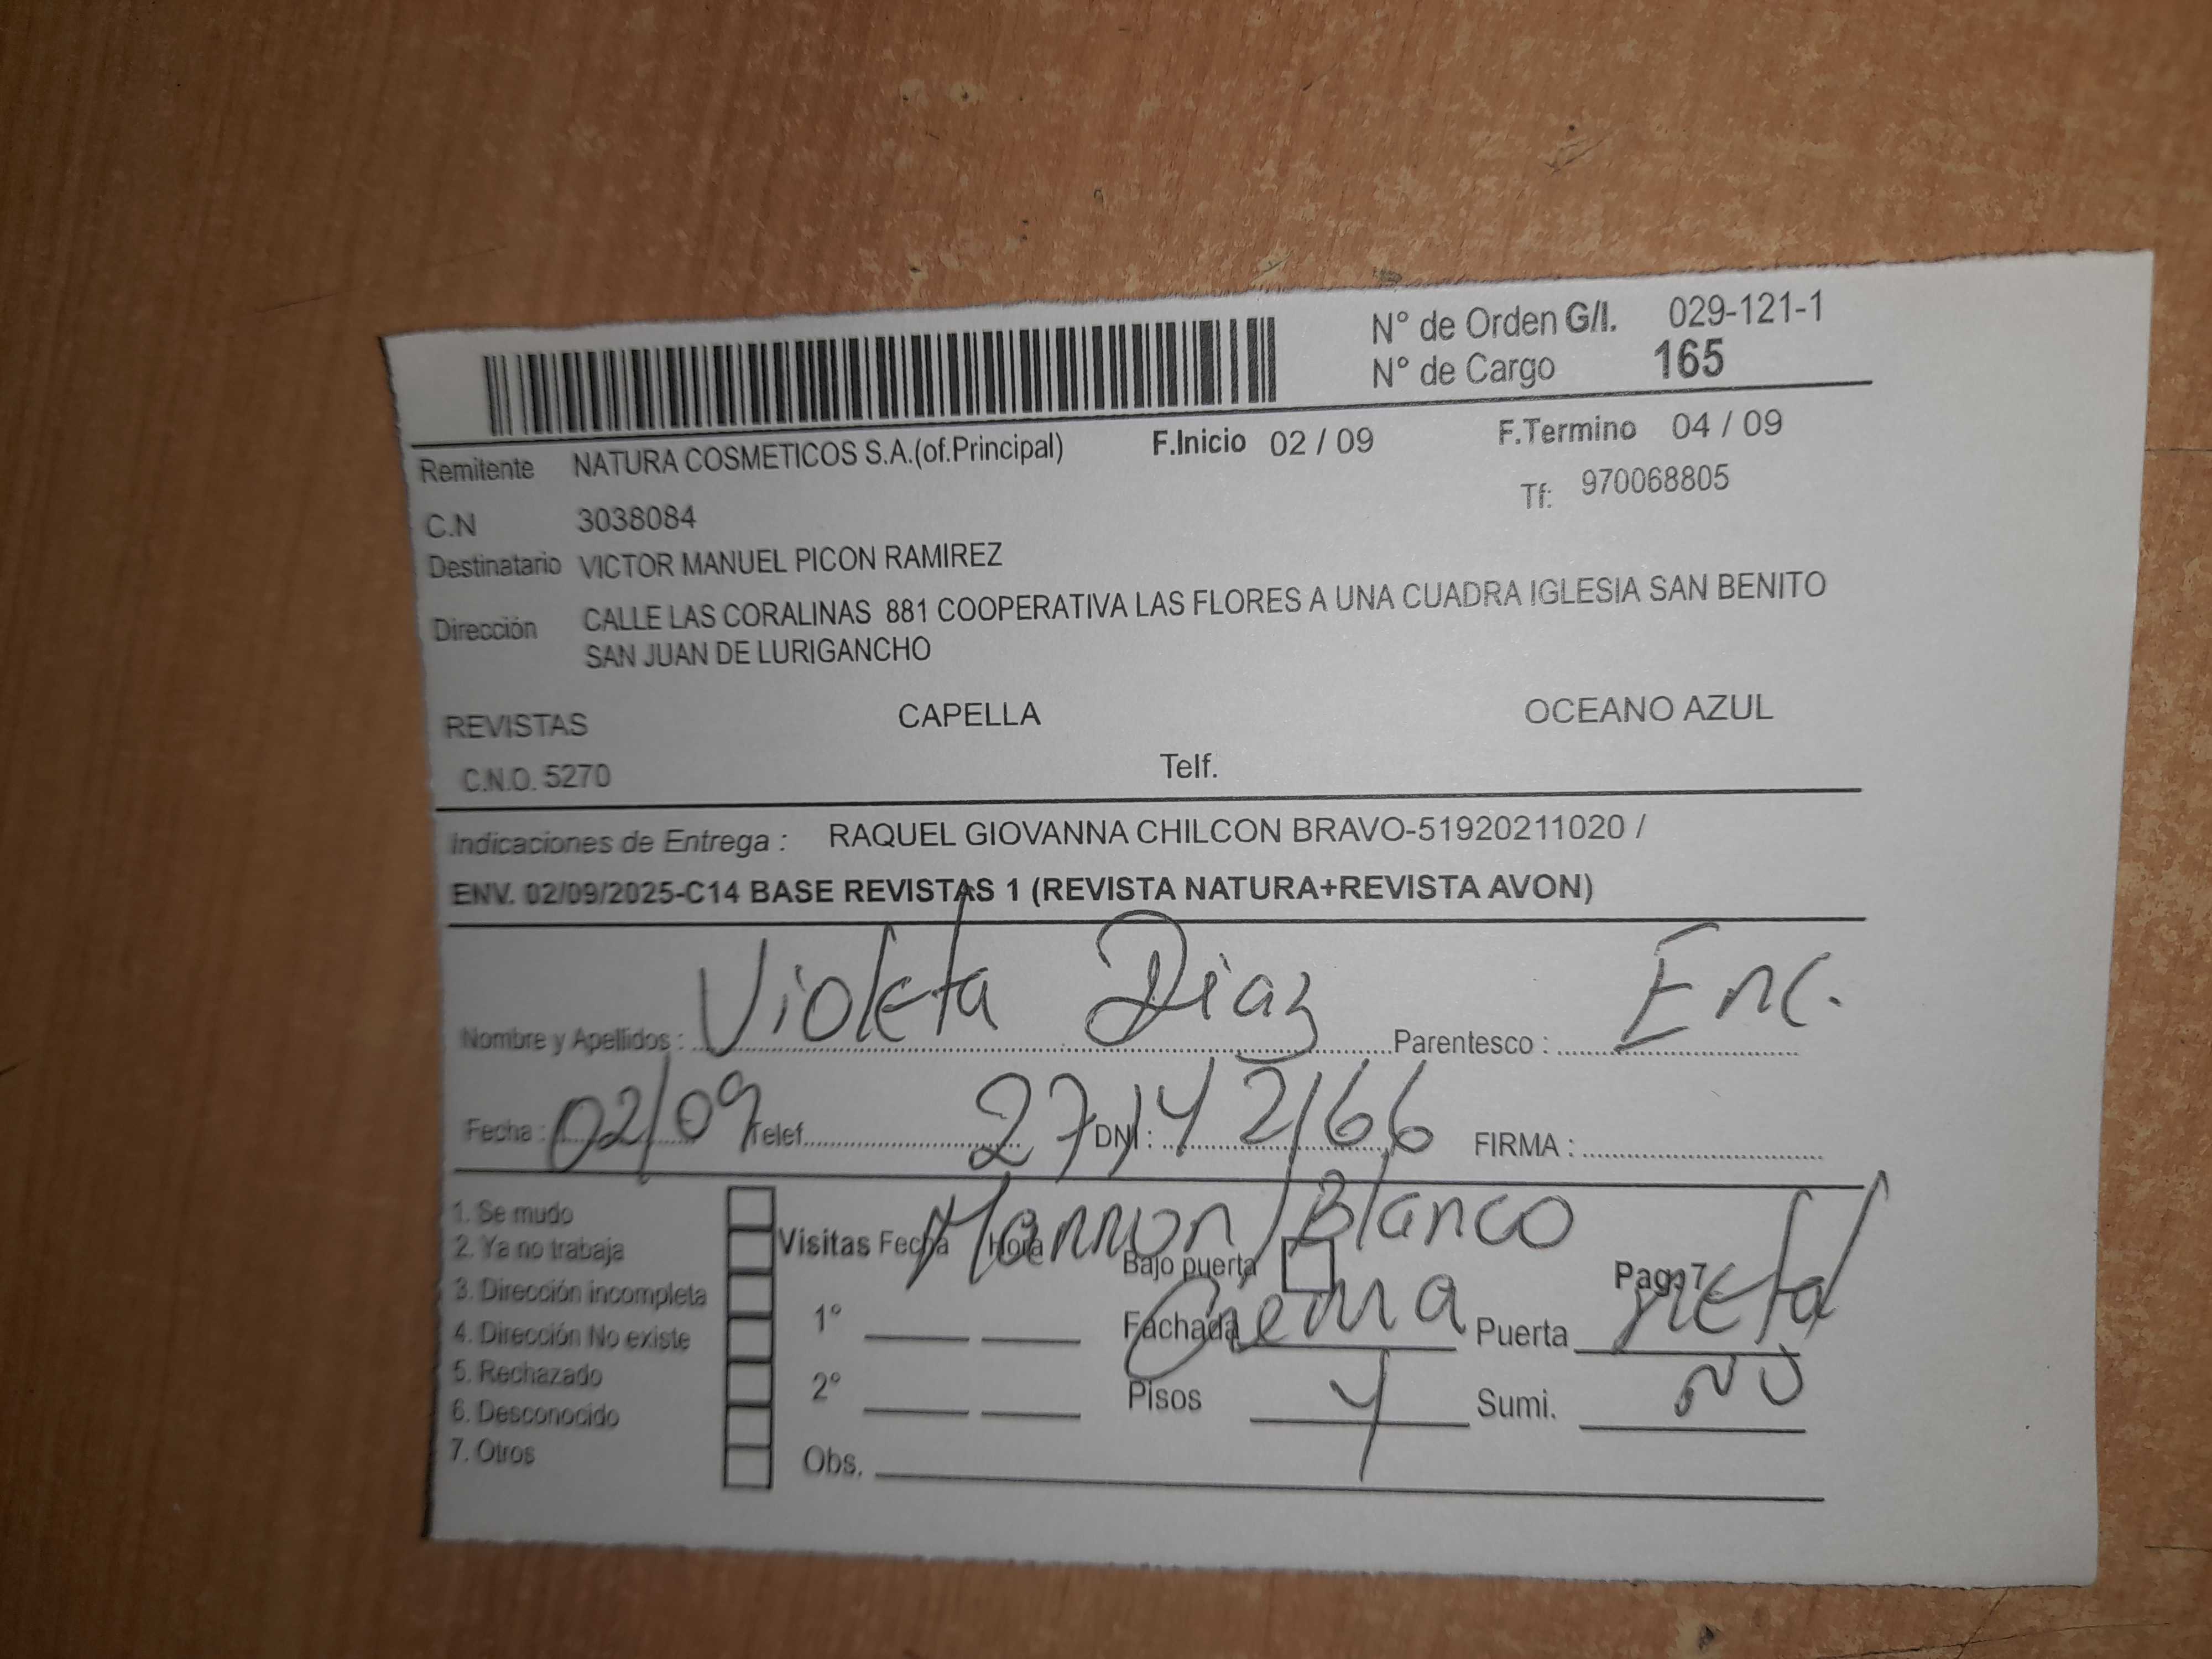 N° de Orden G/I. 029-121-1
N° de Cargo 165
Remitente NATURA COSMETICOS S.A.(of.Principal) F.Inicio 02 / 09 F.Termino 04 / 09
C.N 3038084 Tf: 970068805
Destinatario VICTOR MANUEL PICON RAMIREZ
Dirección CALLE LAS CORALINAS 881 COOPERATIVA LAS FLORES A UNA CUADRA IGLESIA SAN BENITO
SAN JUAN DE LURIGANCHO
REVISTAS CAPELLA OCEANO AZUL
C.N.O. 5270 Telf.
Indicaciones de Entrega : RAQUEL GIOVANNA CHILCON BRAVO-51920211020 /
ENV. 02/09/2025-C14 BASE REVISTAS 1 (REVISTA NATURA+REVISTA AVON)
Nombre y Apellidos : Violeta Diaz Parentesco : Enc.
Fecha : 02/09 Telef. DNI : 27142166 FIRMA :
1. Se mudo
2. Ya no trabaja Visitas Fecha Hora Marron/Blanco Bajo puerta
3. Dirección incompleta
4. Dirección No existe 1° Fachada Crema Puerta metal
5. Rechazado
6. Desconocido 2° Pisos 4 Sumi. NO
7. Otros Obs.